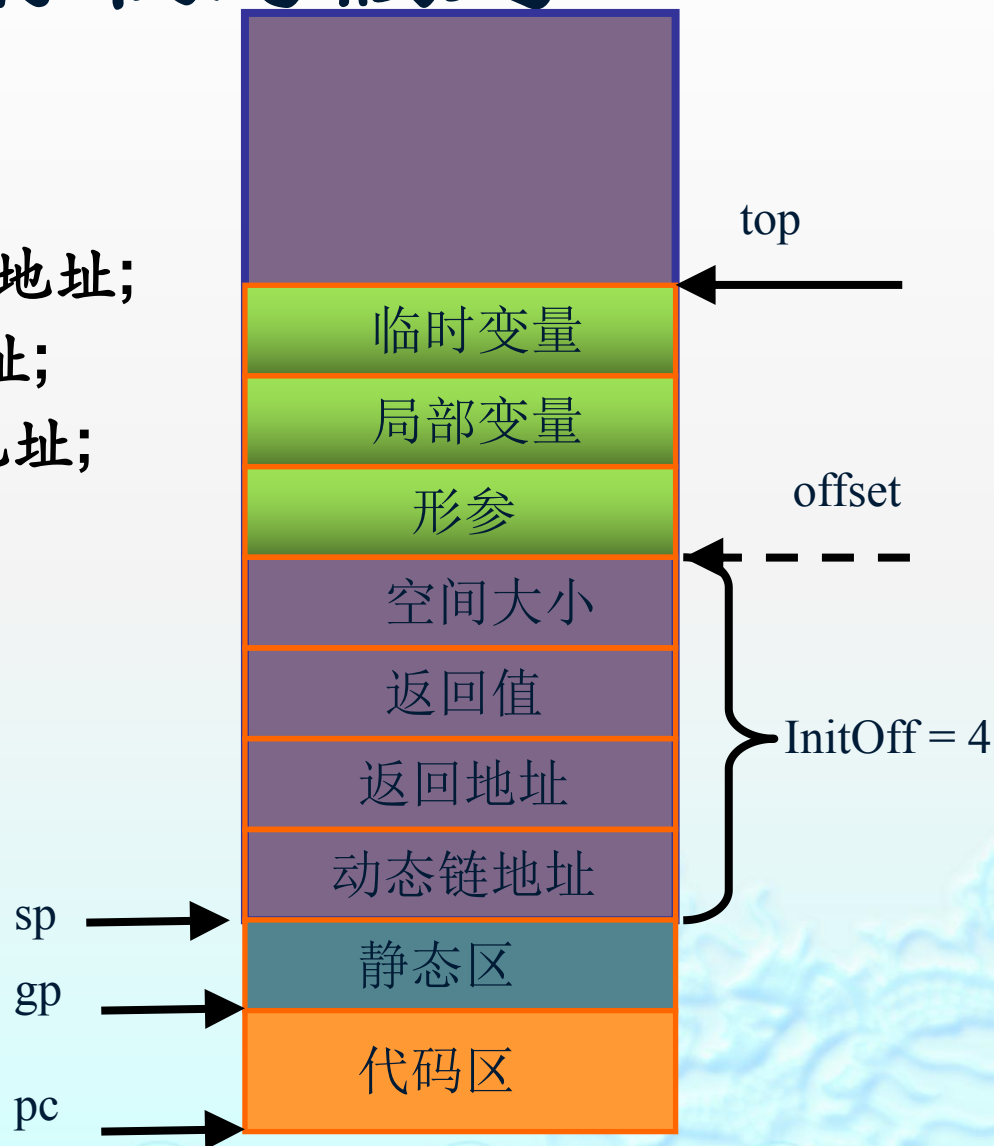 top
地址;
临时变量
址;
局部变量
地址;
offset
形参
空间大小
返回值
InitOff = 4
返回地址
动态链地址
sp
静态区
gp
代码区
pc